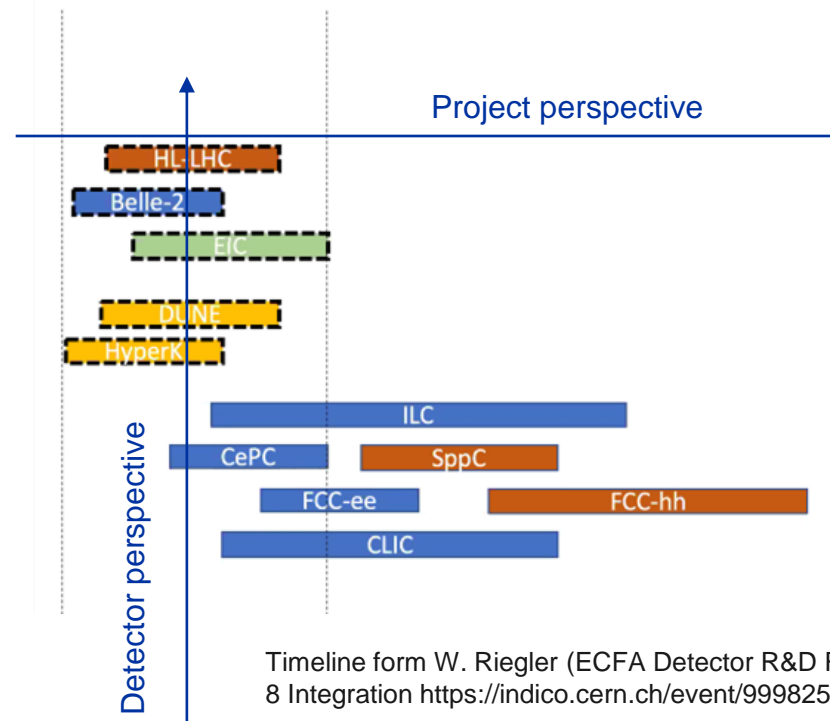 Project perspective
HL-LHC
Belle-2
EIC
DUNE
HyperK
ILC
CePC SppC
FCC-ee FCC-hh
CLIC
Detector perspective
Timeline form W. Riegler (ECFA Detector R&D
8 Integration https://indico.cern.ch/event/999825